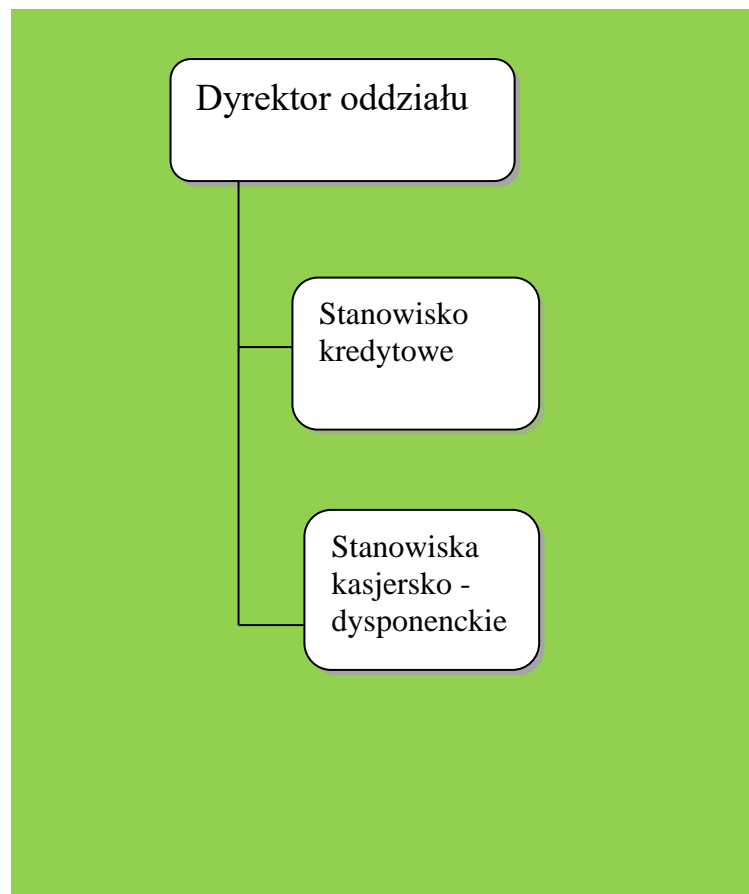 Dyrektor oddziału
Stanowisko
kredytowe
Stanowiska
kasjersko -
dysponenckie